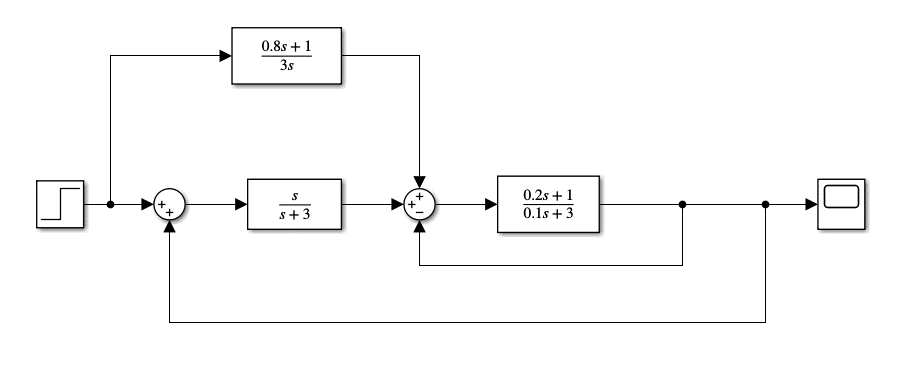 0.8s + 1
3s
+
+
s
s + 3
+
+
−
0.2s + 1
0.1s + 3